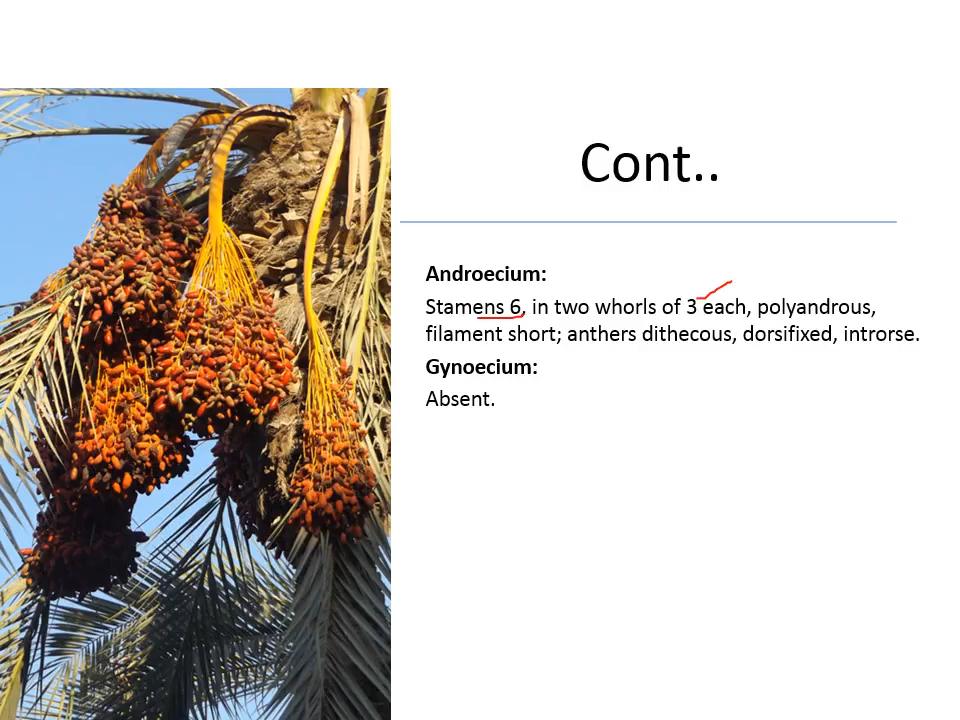 Cont..
Androecium:
Stamens 6, in two whorls of 3 each, polyandrous,
filament short; anthers dithecous, dorsifixed, introrse.
Gynoecium:
Absent.